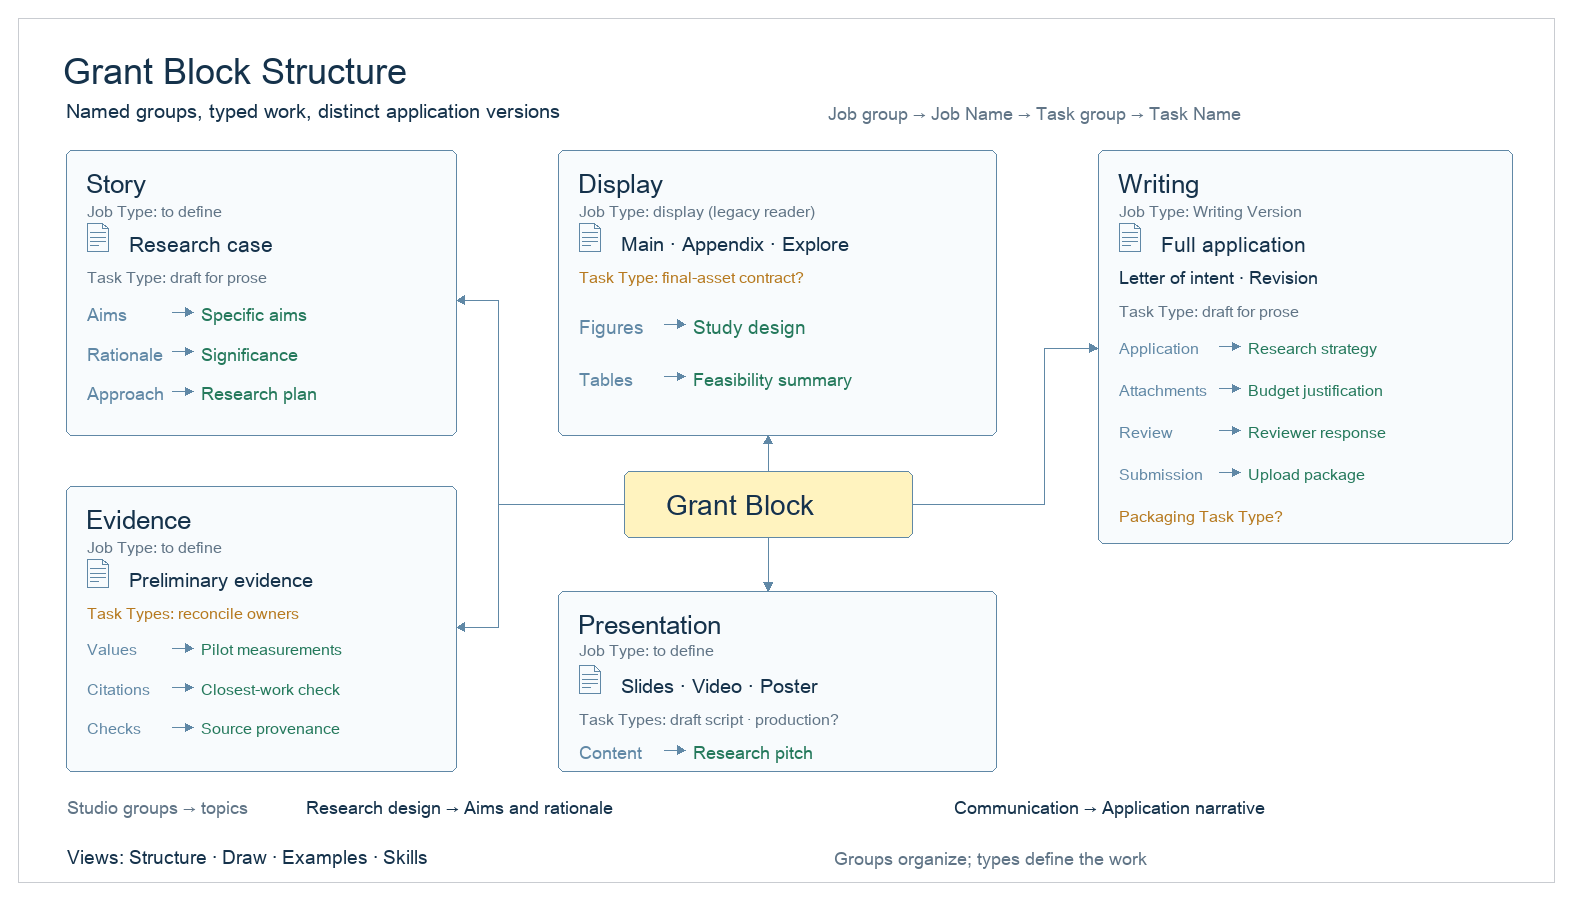 Grant Block Structure
Named groups, typed work, distinct application versions
Job group → Job Name → Task group → Task Name
Story
Job Type: to define
Research case
Task Type: draft for prose
Aims → Specific aims
Rationale → Significance
Approach → Research plan
Display
Job Type: display (legacy reader)
Main · Appendix · Explore
Task Type: final-asset contract?
Figures → Study design
Tables → Feasibility summary
Writing
Job Type: Writing Version
Full application
Letter of intent · Revision
Task Type: draft for prose
Application → Research strategy
Attachments → Budget justification
Review → Reviewer response
Submission → Upload package
Packaging Task Type?
Grant Block
Evidence
Job Type: to define
Preliminary evidence
Task Types: reconcile owners
Values → Pilot measurements
Citations → Closest-work check
Checks → Source provenance
Presentation
Job Type: to define
Slides · Video · Poster
Task Types: draft script · production?
Content → Research pitch
Studio groups → topics
Research design → Aims and rationale
Communication → Application narrative
Views: Structure · Draw · Examples · Skills
Groups organize; types define the work